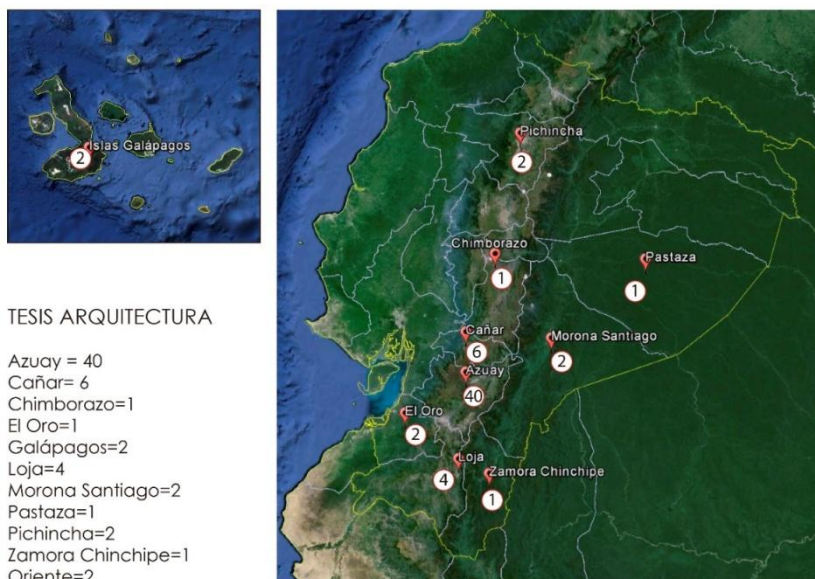 Islas Galápagos
2
Pichincha
2
Chimborazo
1
Pastaza
1
Cañar
6
Morona Santiago
2
Azuay
40
El Oro
2
Loja
4
Zamora Chinchipe
1
TESIS ARQUITECTURA
Azuay = 40
Cañar= 6
Chimborazo=1
El Oro=1
Galápagos=2
Loja=4
Morona Santiago=2
Pastaza=1
Pichincha=2
Zamora Chinchipe=1
Oriente=2